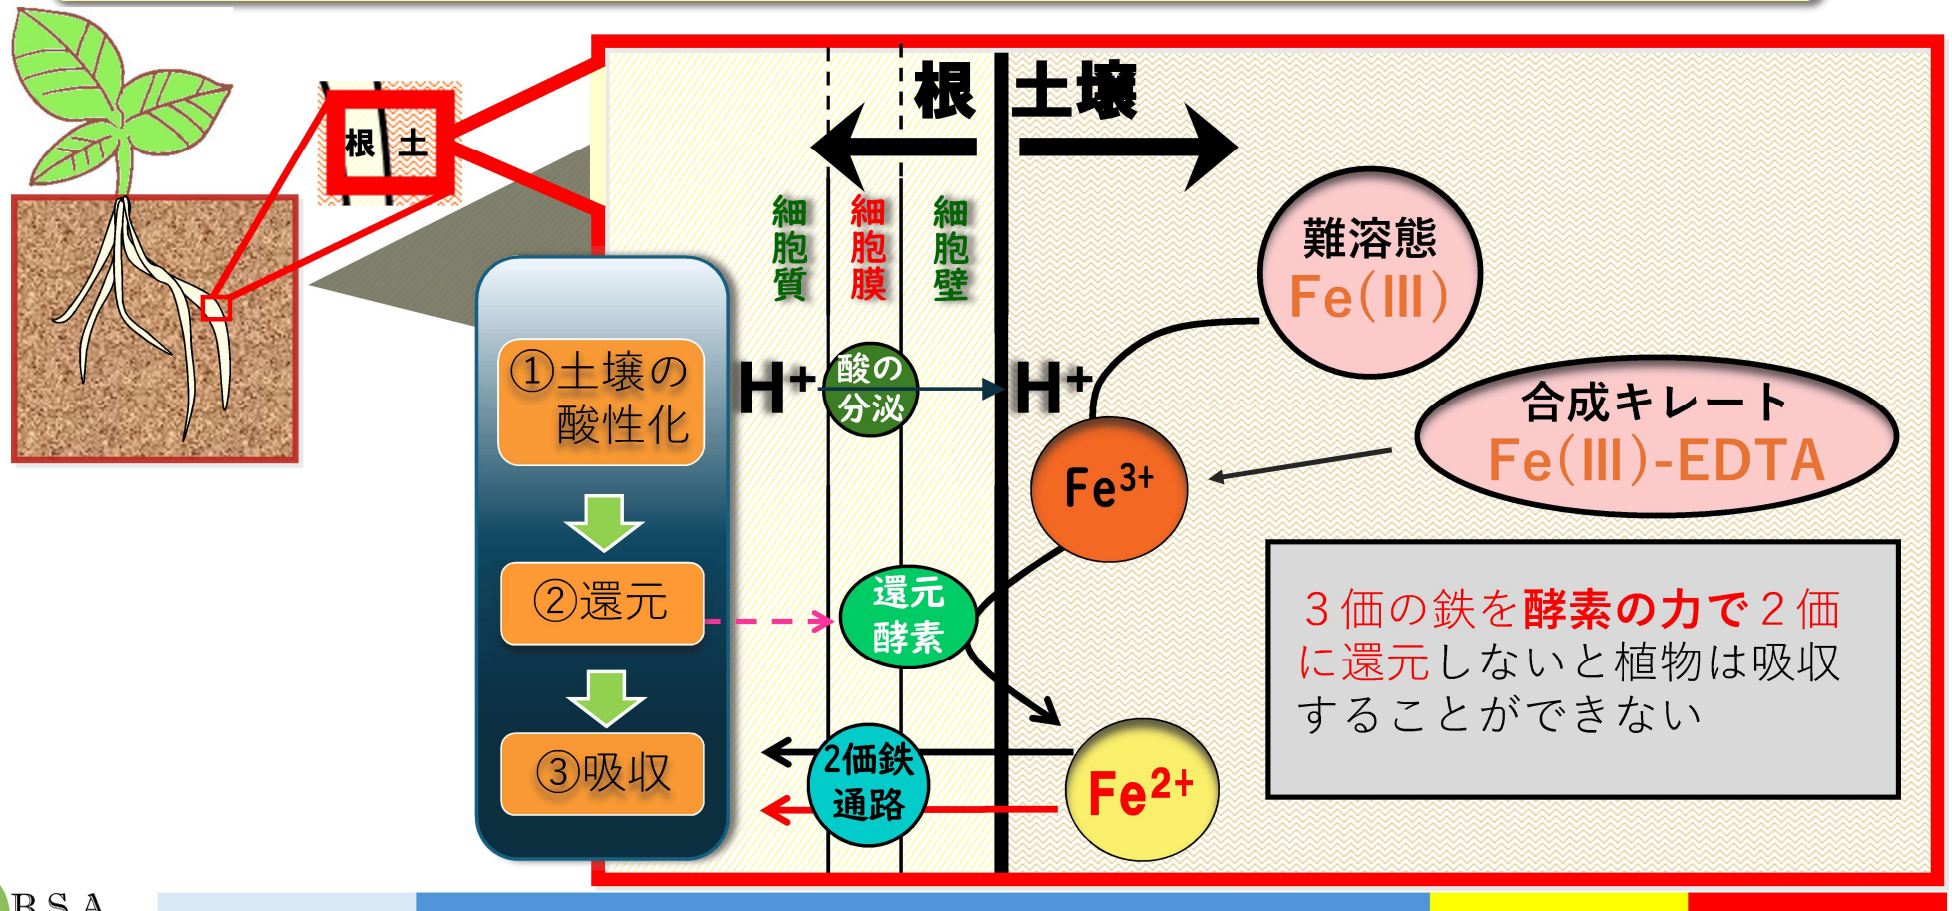 根 土
根 土壌
細胞質
細胞膜
細胞壁
難溶態
Fe(Ⅲ)
①土壌の
酸性化
H+
酸の
分泌
H+
合成キレート
Fe(Ⅲ)-EDTA
Fe3+
②還元
還元
酵素
３価の鉄を酵素の力で２価
に還元しないと植物は吸収
することができない
③吸収
2価鉄
通路
Fe2+